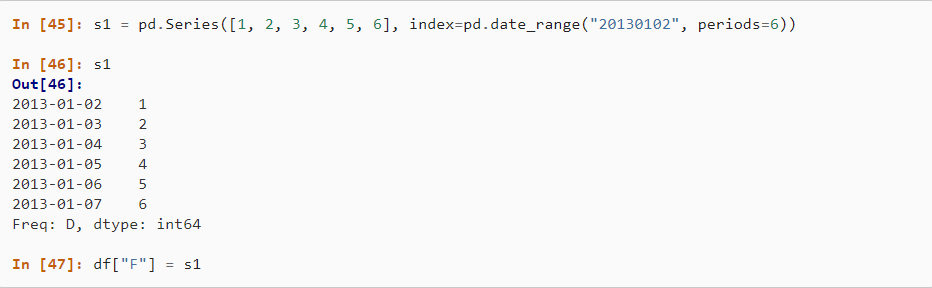 In [45]: s1 = pd.Series([1, 2, 3, 4, 5, 6], index=pd.date_range("20130102", periods=6))
In [46]: s1
Out[46]:
2013-01-02    1
2013-01-03    2
2013-01-04    3
2013-01-05    4
2013-01-06    5
2013-01-07    6
Freq: D, dtype: int64
In [47]: df["F"] = s1